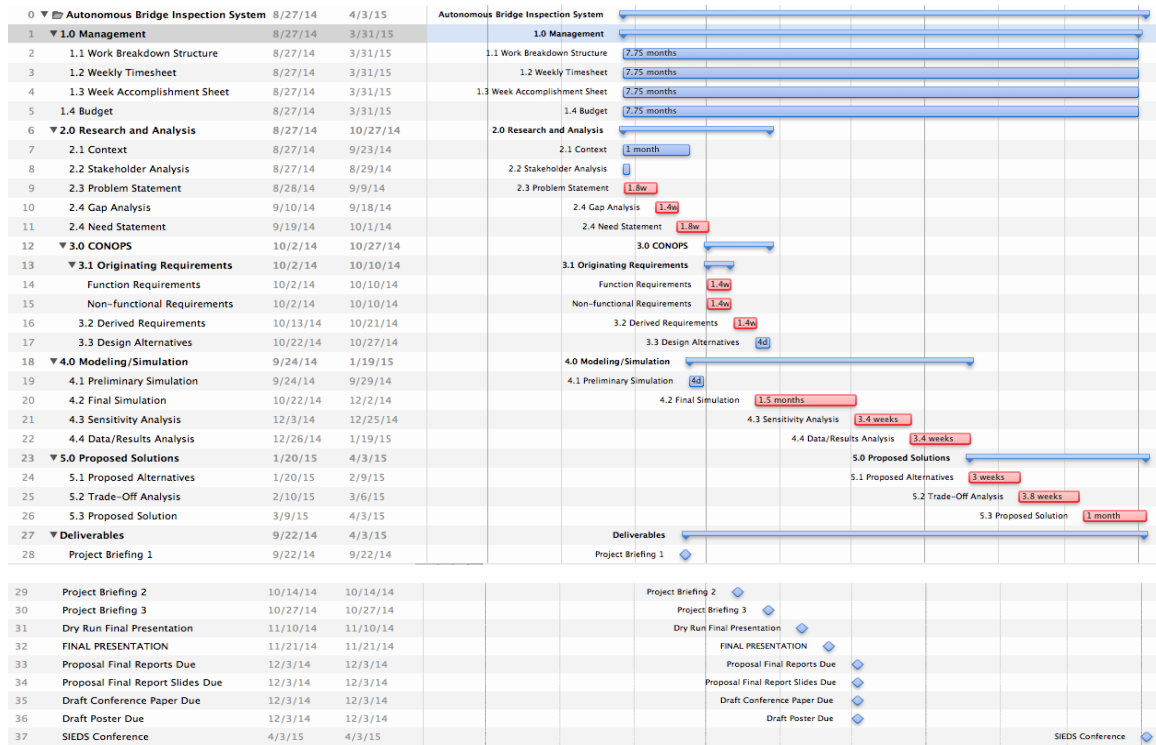 0 Autonomous Bridge Inspection System 8/27/14 4/3/15 Autonomous Bridge Inspection System
1 1.0 Management 8/27/14 3/31/15 1.0 Management
2 1.1 Work Breakdown Structure 8/27/14 3/31/15 1.1 Work Breakdown Structure 7.75 months
3 1.2 Weekly Timesheet 8/27/14 3/31/15 1.2 Weekly Timesheet 7.75 months
4 1.3 Week Accomplishment Sheet 8/27/14 3/31/15 1.3 Week Accomplishment Sheet 7.75 months
5 1.4 Budget 8/27/14 3/31/15 1.4 Budget 7.75 months
6 2.0 Research and Analysis 8/27/14 10/27/14 2.0 Research and Analysis
7 2.1 Context 8/27/14 9/23/14 2.1 Context 1 month
8 2.2 Stakeholder Analysis 8/27/14 8/29/14 2.2 Stakeholder Analysis
9 2.3 Problem Statement 8/28/14 9/9/14 2.3 Problem Statement 1.8w
10 2.4 Gap Analysis 9/10/14 9/18/14 2.4 Gap Analysis 1.4w
11 2.4 Need Statement 9/19/14 10/1/14 2.4 Need Statement 1.8w
12 3.0 CONOPS 10/2/14 10/27/14 3.0 CONOPS
13 3.1 Originating Requirements 10/2/14 10/10/14 3.1 Originating Requirements
14 Function Requirements 10/2/14 10/10/14 Function Requirements 1.4w
15 Non-functional Requirements 10/2/14 10/10/14 Non-functional Requirements 1.4w
16 3.2 Derived Requirements 10/13/14 10/21/14 3.2 Derived Requirements 1.4w
17 3.3 Design Alternatives 10/22/14 10/27/14 3.3 Design Alternatives 4d
18 4.0 Modeling/Simulation 9/24/14 1/19/15 4.0 Modeling/Simulation
19 4.1 Preliminary Simulation 9/24/14 9/29/14 4.1 Preliminary Simulation 4d
20 4.2 Final Simulation 10/22/14 12/2/14 4.2 Final Simulation 1.5 months
21 4.3 Sensitivity Analysis 12/3/14 12/25/14 4.3 Sensitivity Analysis 3.4 weeks
22 4.4 Data/Results Analysis 12/26/14 1/19/15 4.4 Data/Results Analysis 3.4 weeks
23 5.0 Proposed Solutions 1/20/15 4/3/15 5.0 Proposed Solutions
24 5.1 Proposed Alternatives 1/20/15 2/9/15 5.1 Proposed Alternatives 3 weeks
25 5.2 Trade-Off Analysis 2/10/15 3/6/15 5.2 Trade-Off Analysis 3.8 weeks
26 5.3 Proposed Solution 3/9/15 4/3/15 5.3 Proposed Solution 1 month
27 Deliverables 9/22/14 4/3/15 Deliverables
28 Project Briefing 1 9/22/14 9/22/14 Project Briefing 1
29 Project Briefing 2 10/14/14 10/14/14 Project Briefing 2
30 Project Briefing 3 10/27/14 10/27/14 Project Briefing 3
31 Dry Run Final Presentation 11/10/14 11/10/14 Dry Run Final Presentation
32 FINAL PRESENTATION 11/21/14 11/21/14 FINAL PRESENTATION
33 Proposal Final Reports Due 12/3/14 12/3/14 Proposal Final Reports Due
34 Proposal Final Report Slides Due 12/3/14 12/3/14 Proposal Final Report Slides Due
35 Draft Conference Paper Due 12/3/14 12/3/14 Draft Conference Paper Due
36 Draft Poster Due 12/3/14 12/3/14 Draft Poster Due
37 SIEDS Conference 4/3/15 4/3/15 SIEDS Conference